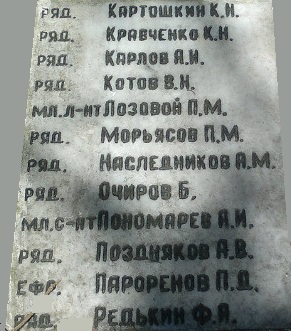 РЯД. КАРТОШКИН К.Н.
РЯД. КРАВЧЕНКО К.Н.
РЯД. КАРЛОВ Я.И.
РЯД. КОТОВ В.Н.
МЛ.Л-НТ ЛОЗОВОЙ П.М.
РЯД. МОРЬЯСОВ П.М.
РЯД. НАСЛЕДНИКОВ А.М.
РЯД. ОЧИРОВ Б.
МЛ.С-НТ ПОНОМАРЕВ А.И.
РЯД. ПОЗДНЯКОВ А.В.
ЕФР. ПАРОРЕНОВ П.Д.
РЯД. РЕДЬКИН Ф.Я.